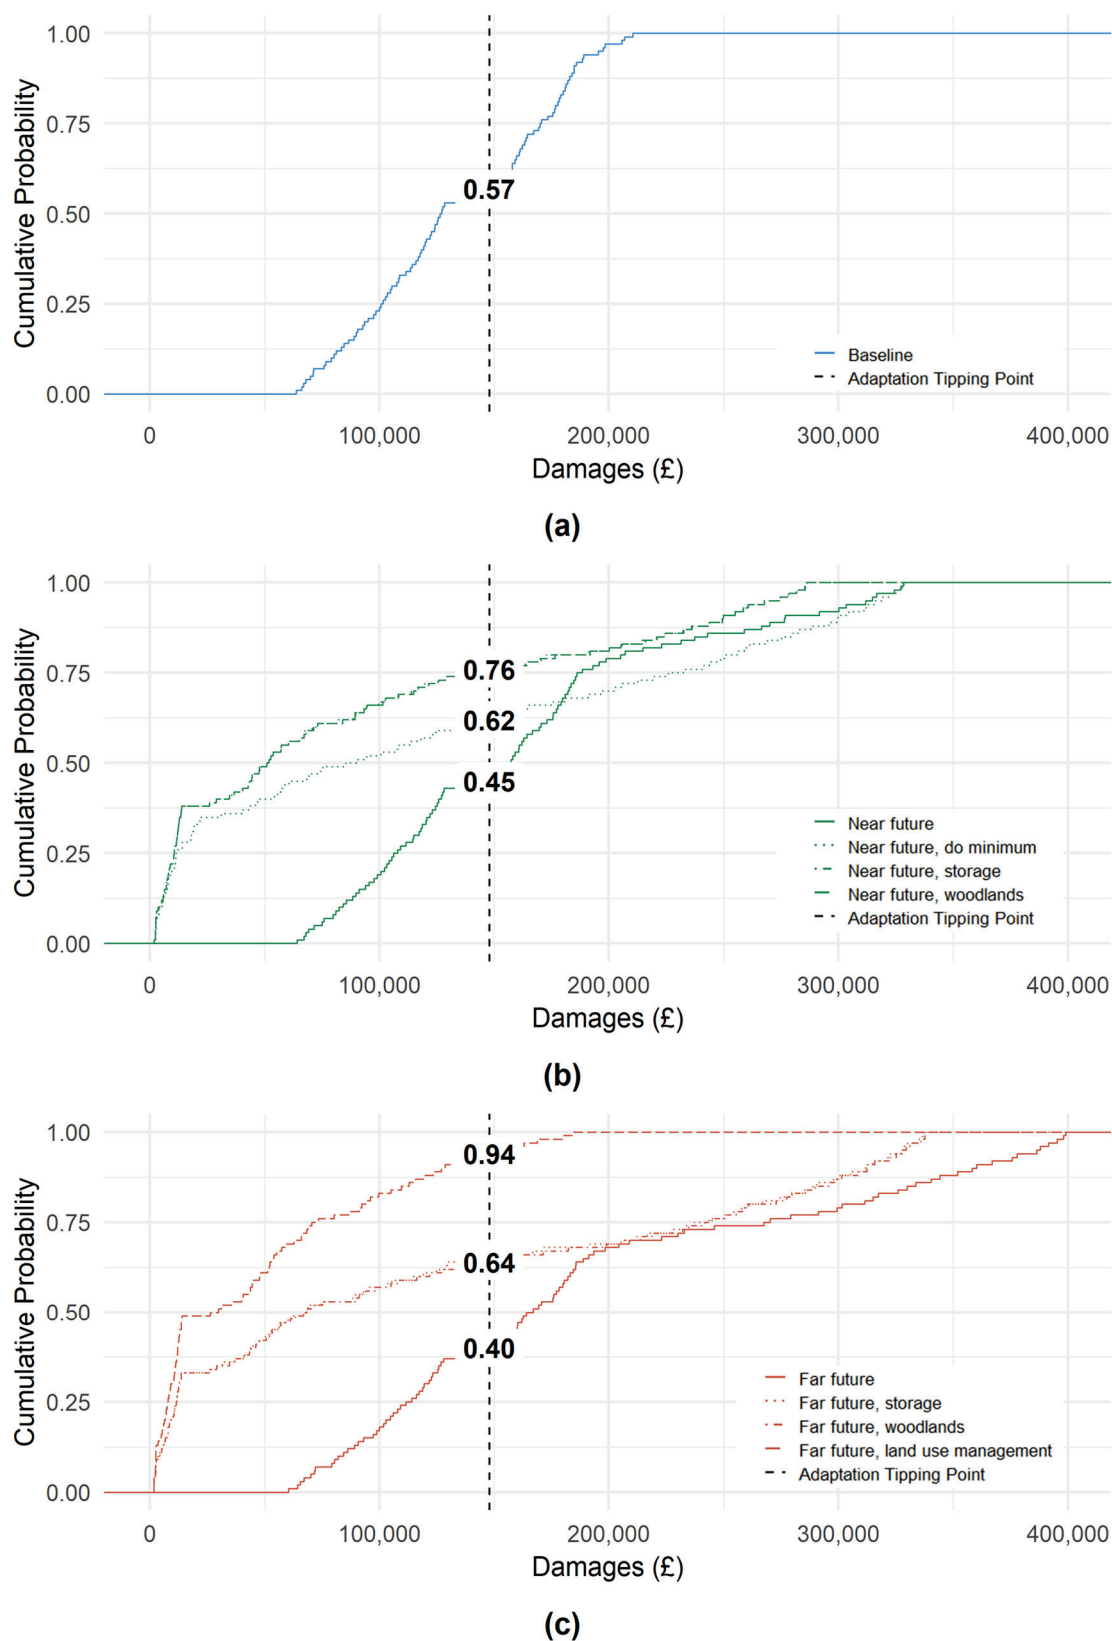 1.00
0.75
0.50
0.25
0.00
Cumulative Probability
0.57
Baseline
Adaptation Tipping Point
0
100,000
200,000
300,000
400,000
Damages (£)
(a)
1.00
0.75
0.50
0.25
0.00
Cumulative Probability
0.76
0.62
0.45
Near future
Near future, do minimum
Near future, storage
Near future, woodlands
Adaptation Tipping Point
0
100,000
200,000
300,000
400,000
Damages (£)
(b)
1.00
0.75
0.50
0.25
0.00
Cumulative Probability
0.94
0.64
0.40
Far future
Far future, storage
Far future, woodlands
Far future, land use management
Adaptation Tipping Point
0
100,000
200,000
300,000
400,000
Damages (£)
(c)